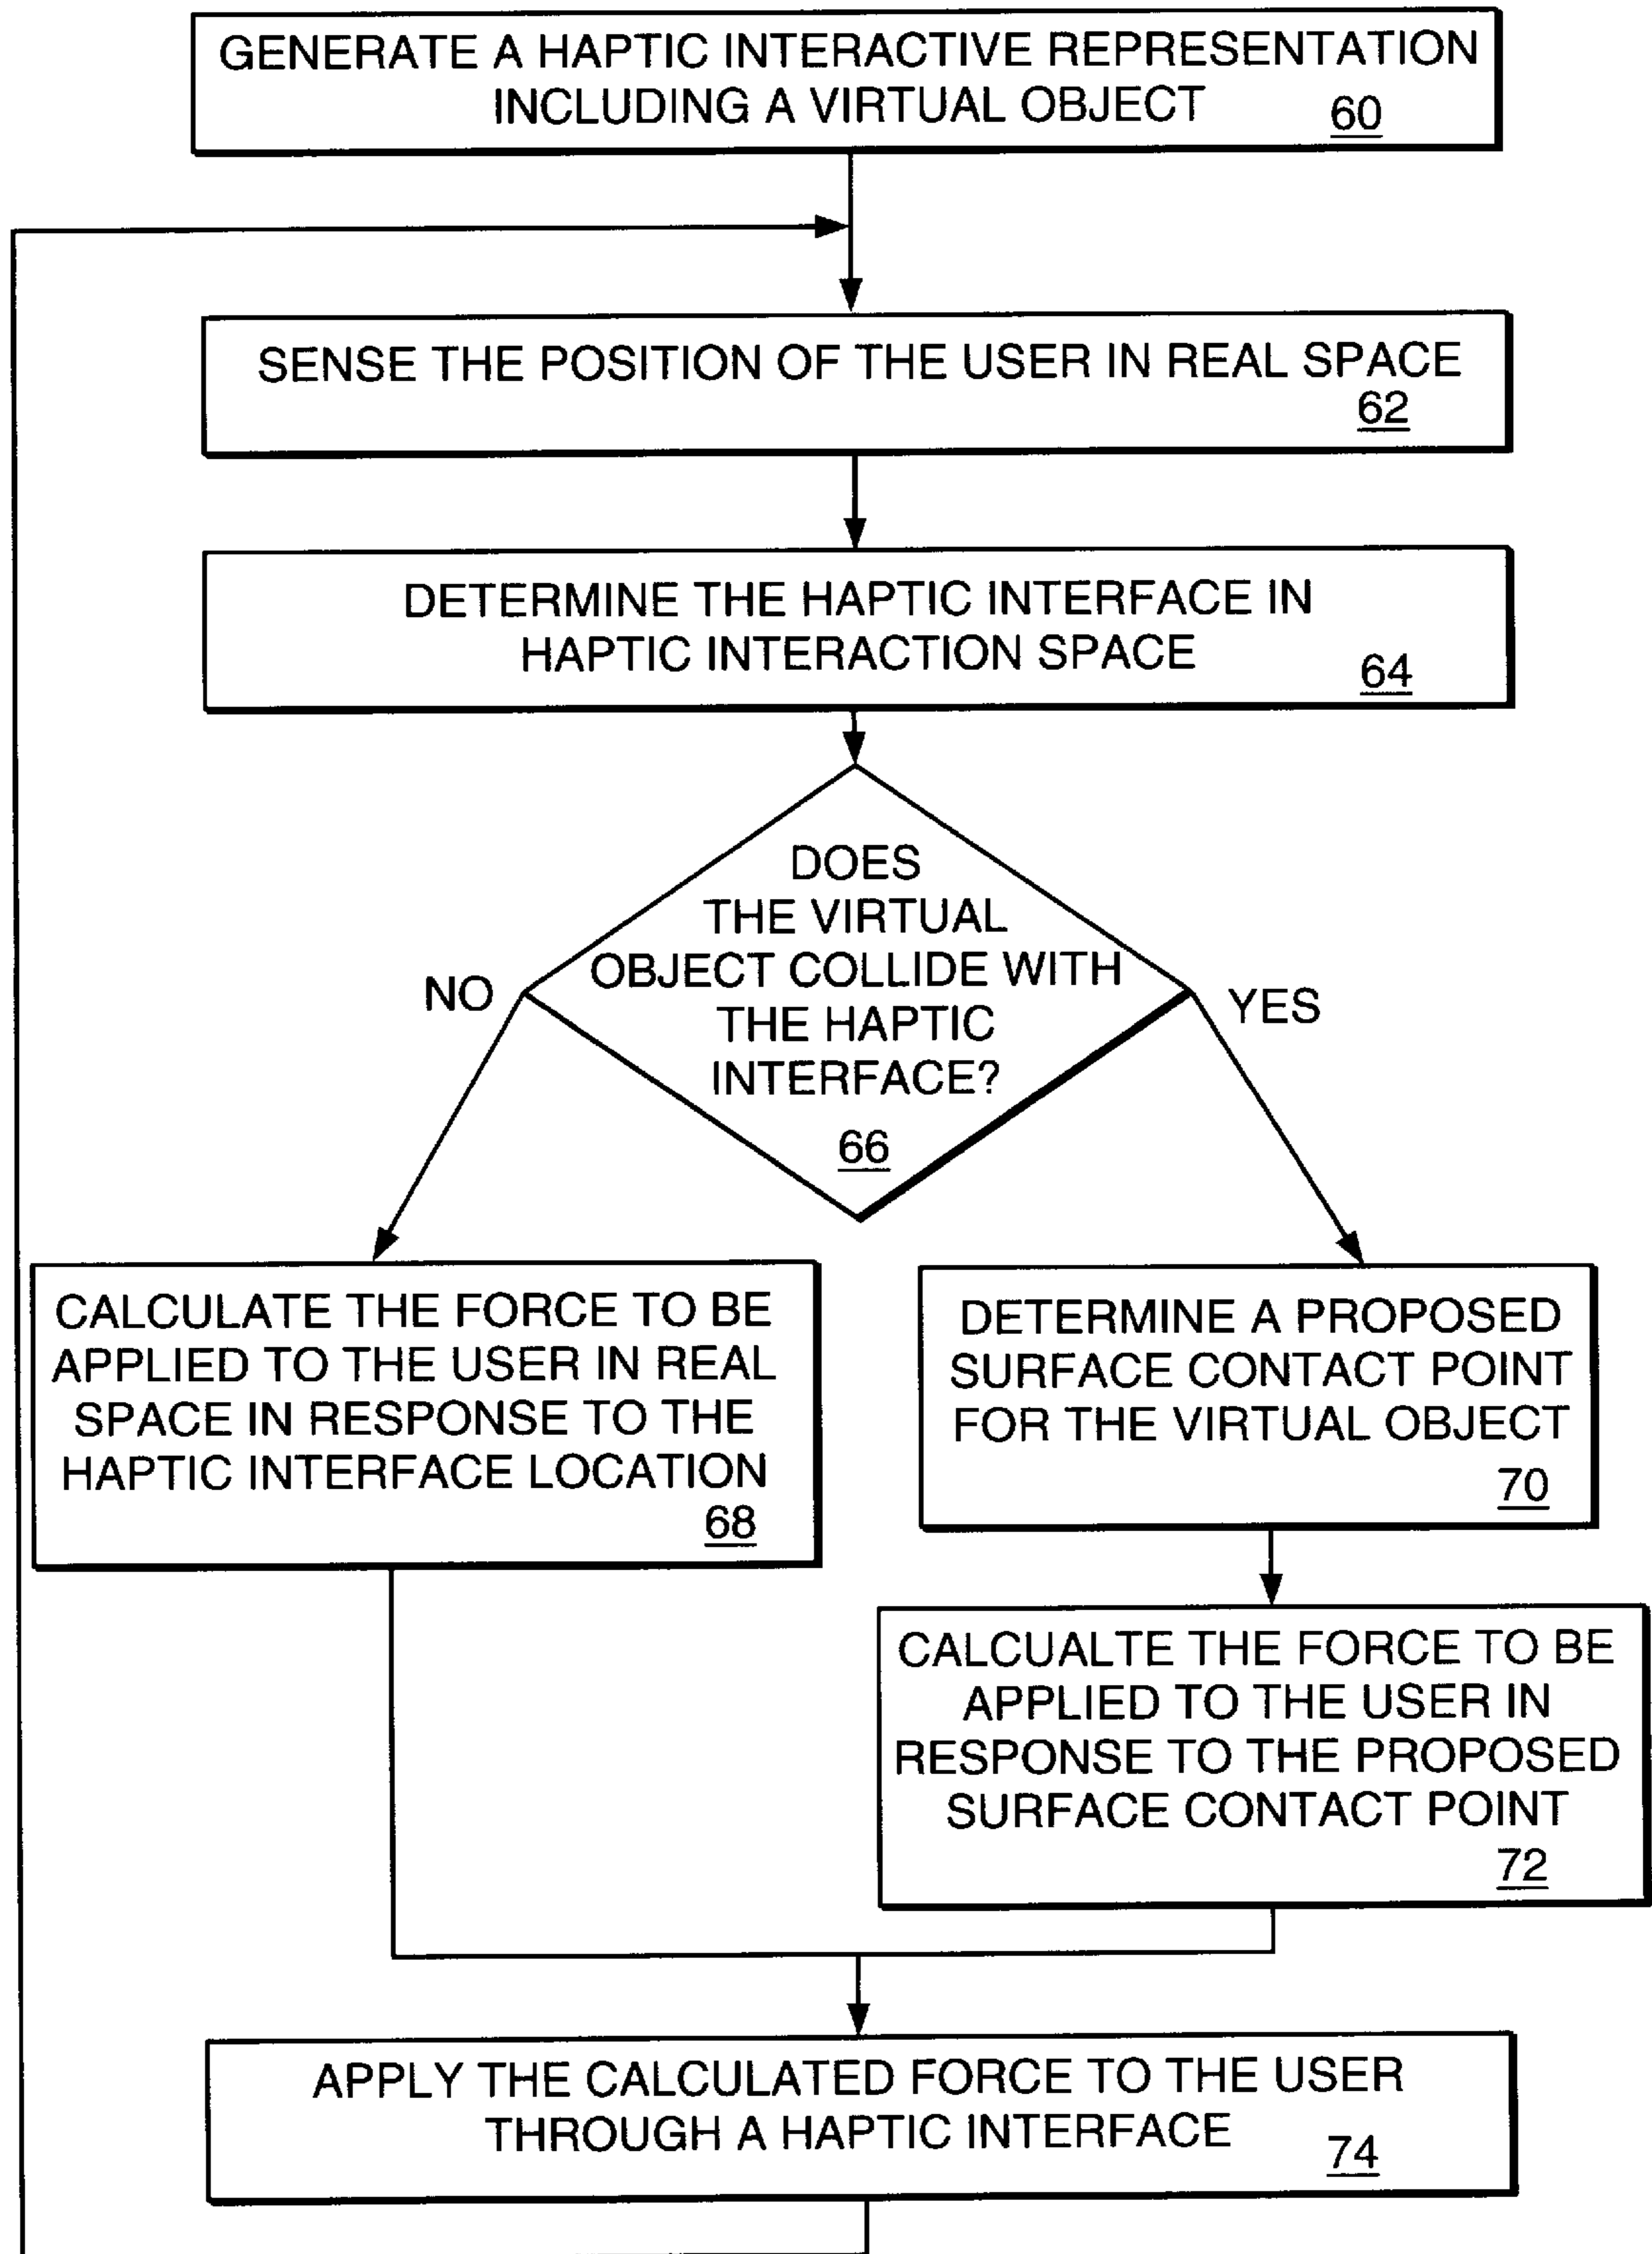 GENERATE A HAPTIC INTERACTIVE REPRESENTATION
INCLUDING A VIRTUAL OBJECT
60
SENSE THE POSITION OF THE USER IN REAL SPACE
62
DETERMINE THE HAPTIC INTERFACE IN
HAPTIC INTERACTION SPACE
64
DOES
THE VIRTUAL
OBJECT COLLIDE WITH
THE HAPTIC
INTERFACE?
66
NO
YES
CALCULATE THE FORCE TO BE
APPLIED TO THE USER IN REAL
SPACE IN RESPONSE TO THE
HAPTIC INTERFACE LOCATION
68
DETERMINE A PROPOSED
SURFACE CONTACT POINT
FOR THE VIRTUAL OBJECT
70
CALCUALTE THE FORCE TO BE
APPLIED TO THE USER IN
RESPONSE TO THE PROPOSED
SURFACE CONTACT POINT
72
APPLY THE CALCULATED FORCE TO THE USER
THROUGH A HAPTIC INTERFACE
74